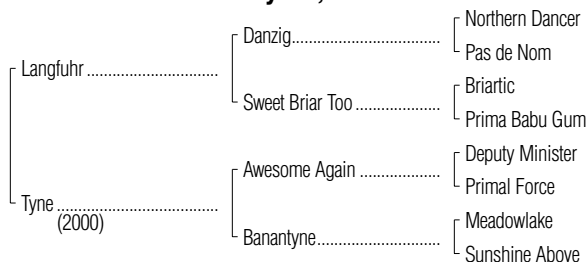 Northern Dancer
Danzig
Pas de Nom
Langfuhr
Briartic
Sweet Briar Too
Prima Babu Gum
Deputy Minister
Awesome Again
Primal Force
Tyne
(2000)
Meadowlake
Banantyne
Sunshine Above